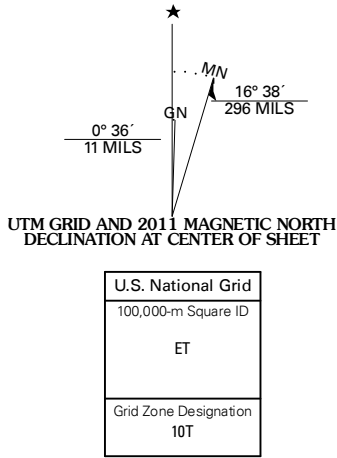 ★
MN
16° 38´
296 MILS
GN
0° 36´
11 MILS
UTM GRID AND 2011 MAGNETIC NORTH
DECLINATION AT CENTER OF SHEET
U.S. National Grid
100,000-m Square ID
ET
Grid Zone Designation
10T